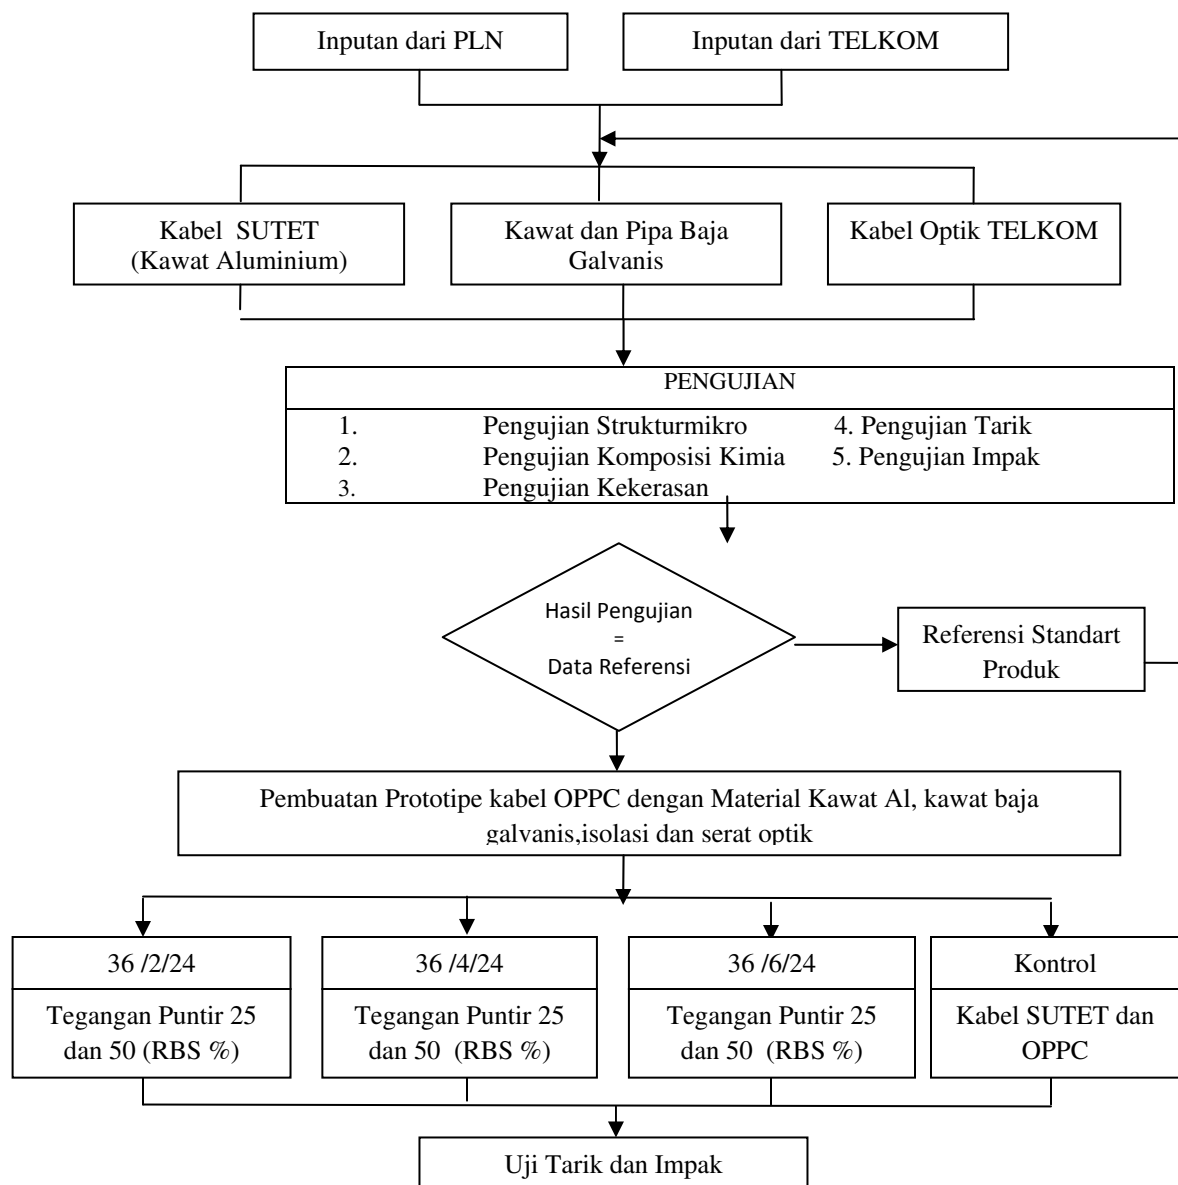 Inputan dari PLN
Inputan dari TELKOM
Kabel SUTET
(Kawat Aluminium)
Kawat dan Pipa Baja
Galvanis
Kabel Optik TELKOM
PENGUJIAN
1. Pengujian Strukturmikro 4. Pengujian Tarik
2. Pengujian Komposisi Kimia 5. Pengujian Impak
3. Pengujian Kekerasan
Hasil Pengujian
=
Data Referensi
Referensi Standart
Produk
Pembuatan Prototipe kabel OPPC dengan Material Kawat Al, kawat baja
galvanis,isolasi dan serat optik
36 /2/24
Tegangan Puntir 25
dan 50 (RBS %)
36 /4/24
Tegangan Puntir 25
dan 50 (RBS %)
36 /6/24
Tegangan Puntir 25
dan 50 (RBS %)
Kontrol
Kabel SUTET dan
OPPC
Uji Tarik dan Impak